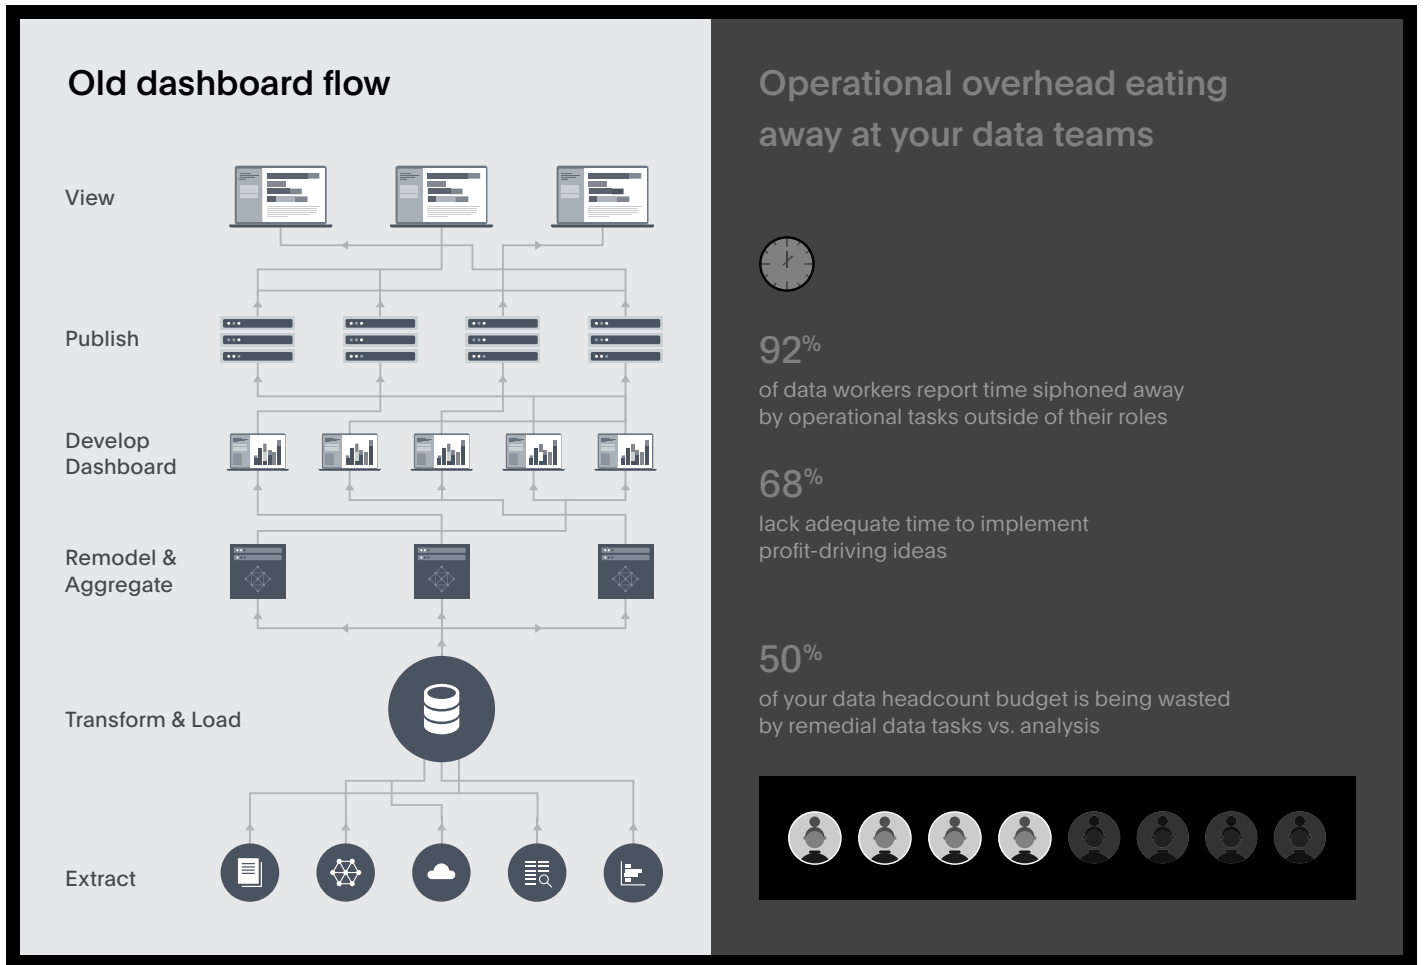 Old dashboard flow
View
Publish
Develop
Dashboard
Remodel &
Aggregate
Transform & Load
Extract
Operational overhead eating
away at your data teams
92%
of data workers report time siphoned away
by operational tasks outside of their roles
68%
lack adequate time to implement
profit-driving ideas
50%
of your data headcount budget is being wasted
by remedial data tasks vs. analysis